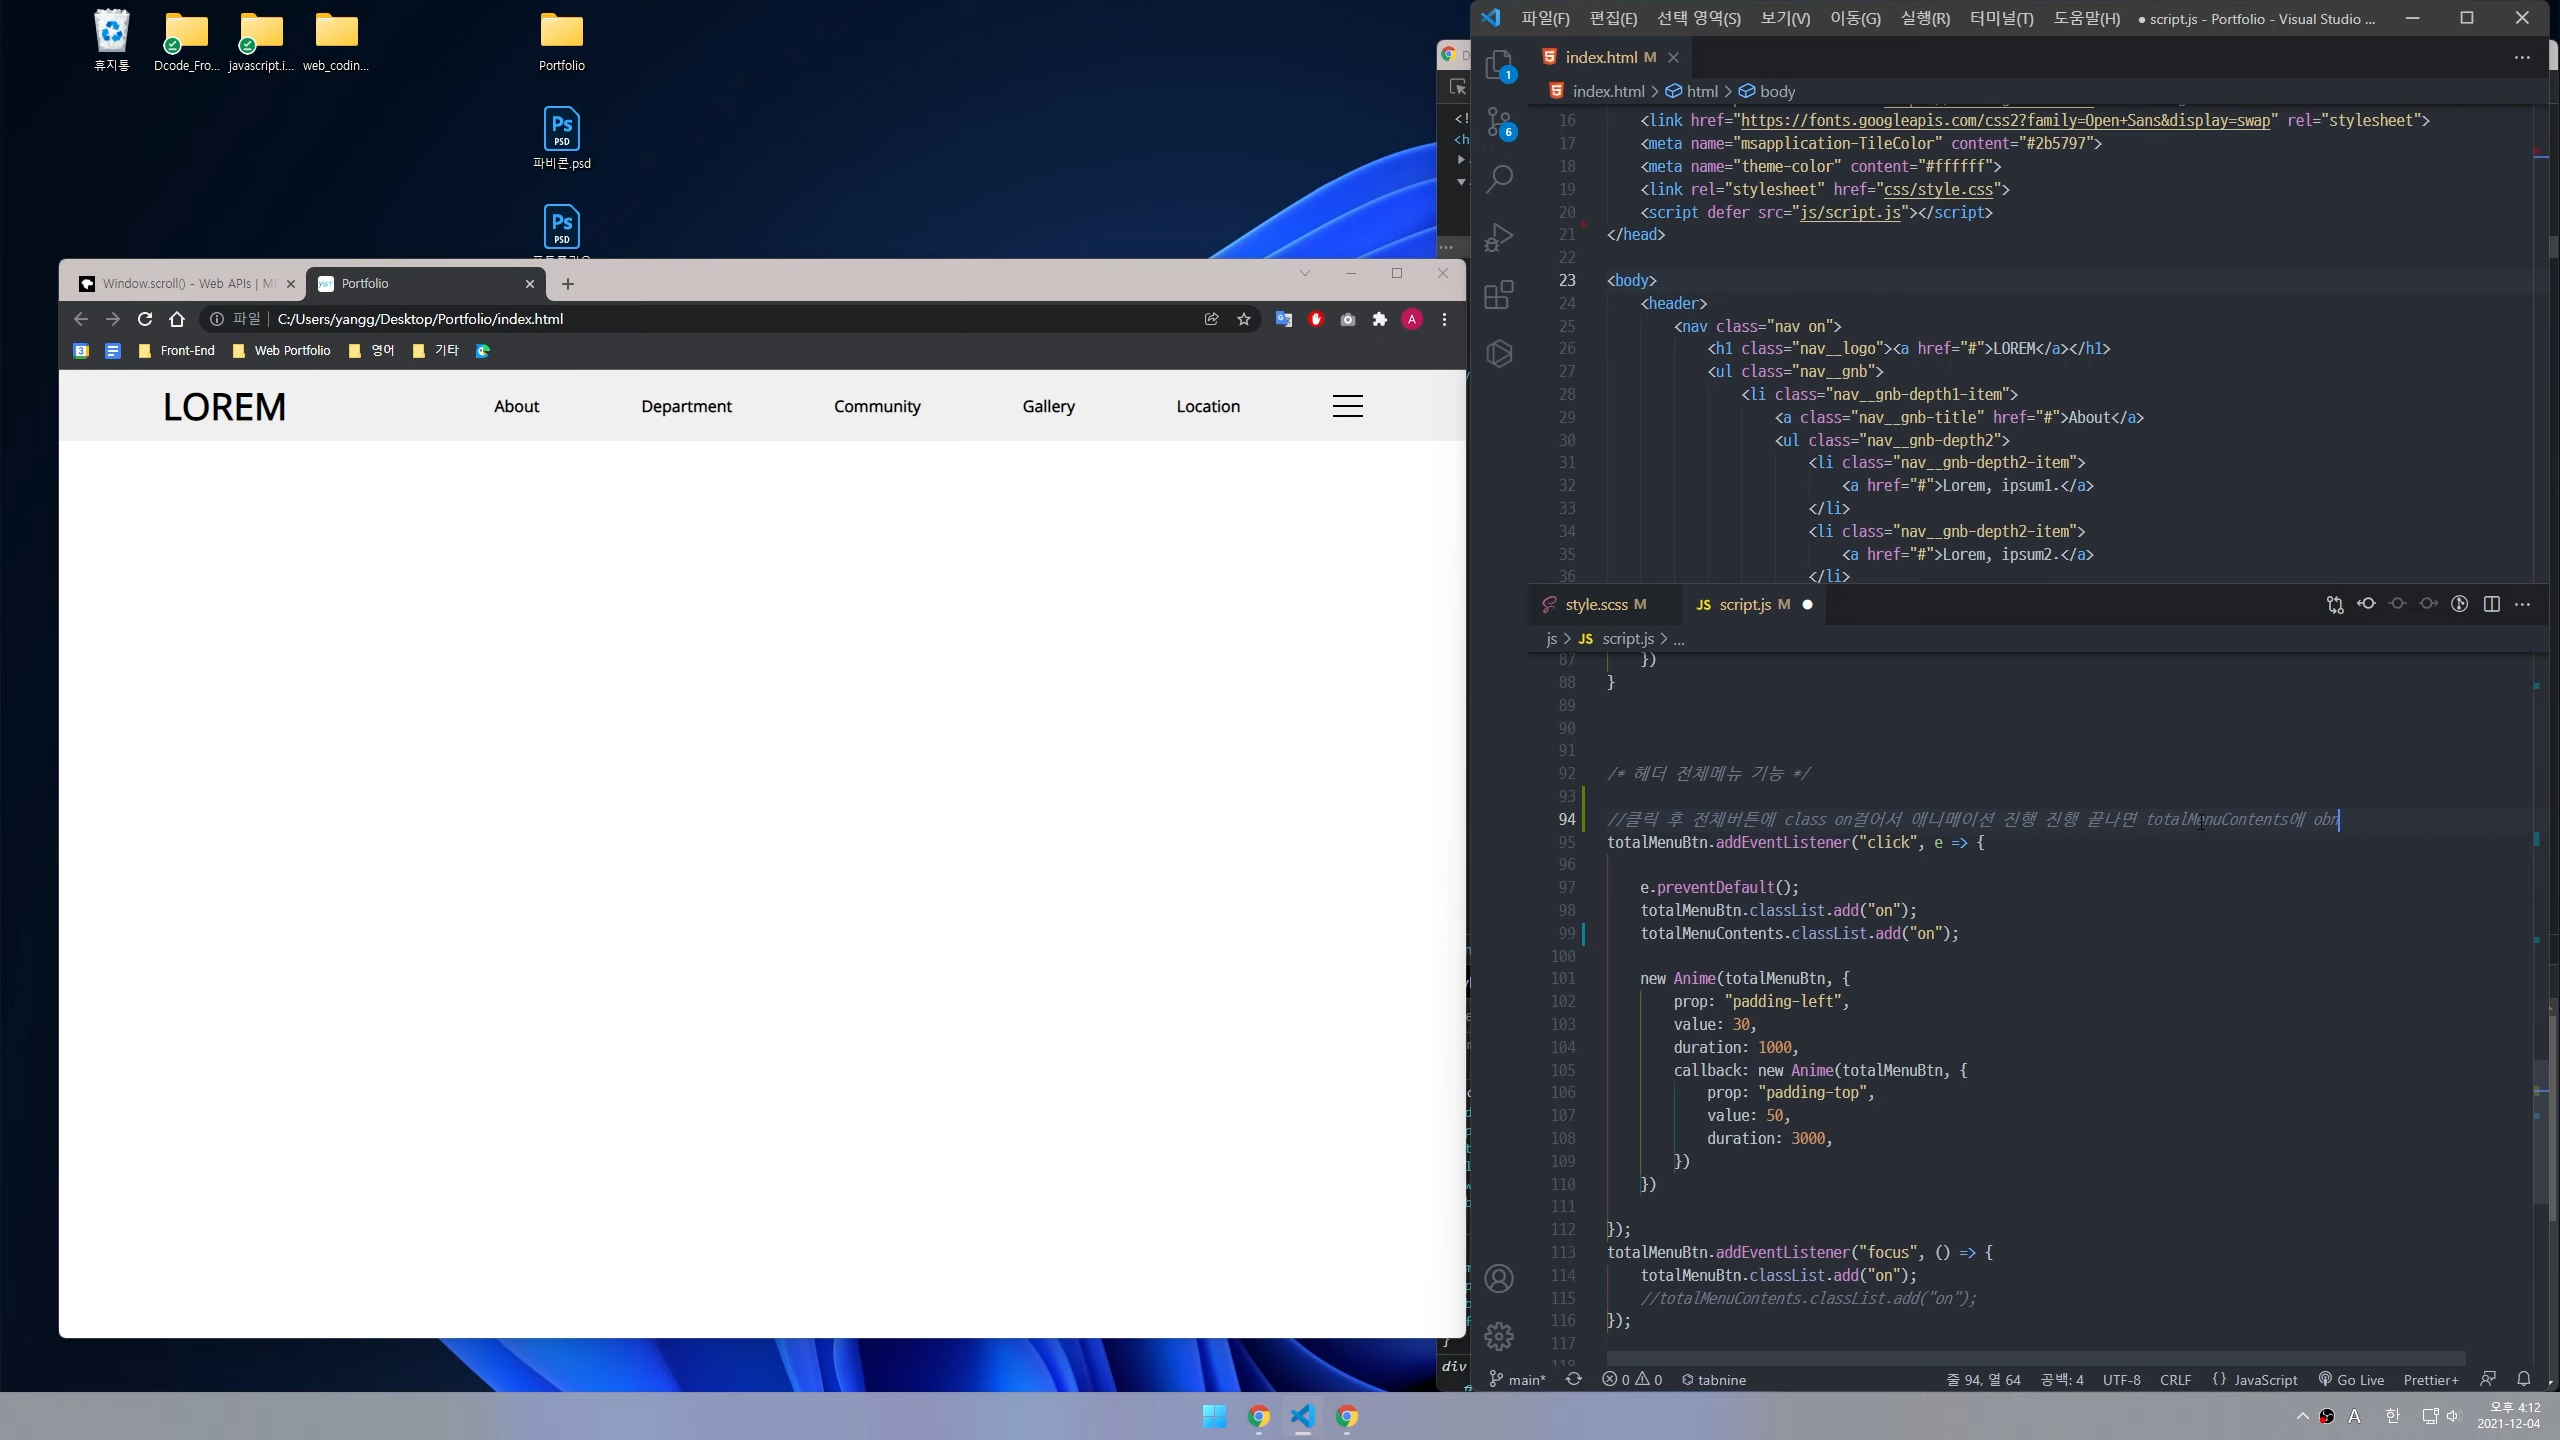 휴지통
Dcode_Fro...
javascript.i...
web_codin...
Portfolio
Ps
PSD
파비콘.psd
Ps
PSD
Window.scroll() - Web APIs | M
Portfolio
파일
C:/Users/yangg/Desktop/Portfolio/index.html
A
Front-End
Web Portfolio
영어
기타
LOREM
About
Department
Community
Gallery
Location
파일(F) 편집(E) 선택 영역(S) 보기(V) 이동(G) 실행(R) 터미널(T) 도움말(H)
● script.js - Portfolio - Visual Studio ...
index.html M
index.html > html > body
16 <link href="https://fonts.googleapis.com/css2?family=Open+Sans&display=swap" rel="stylesheet">
17 <meta name="msapplication-TileColor" content="#2b5797">
18 <meta name="theme-color" content="#ffffff">
19 <link rel="stylesheet" href="css/style.css">
20 <script defer src="js/script.js"></script>
21 </head>
22
23 <body>
24 <header>
25 <nav class="nav on">
26 <h1 class="nav__logo"><a href="#">LOREM</a></h1>
27 <ul class="nav__gnb">
28 <li class="nav__gnb-depth1-item">
29 <a class="nav__gnb-title" href="#">About</a>
30 <ul class="nav__gnb-depth2">
31 <li class="nav__gnb-depth2-item">
32 <a href="#">Lorem, ipsum1.</a>
33 </li>
34 <li class="nav__gnb-depth2-item">
35 <a href="#">Lorem, ipsum2.</a>
36 </li>
1
6
style.scss M
JS script.js M ●
js > JS script.js > ...
87 })
88 }
89
90
91
92 /* 헤더 전체메뉴 기능 */
93
94 //클릭 후 전체버튼에 class on걸어서 애니메이션 진행 진행 끝나면 totalMenuContents에 obn
95 totalMenuBtn.addEventListener("click", e => {
96
97 e.preventDefault();
98 totalMenuBtn.classList.add("on");
99 totalMenuContents.classList.add("on");
100
101 new Anime(totalMenuBtn, {
102 prop: "padding-left",
103 value: 30,
104 duration: 1000,
105 callback: new Anime(totalMenuBtn, {
106 prop: "padding-top",
107 value: 50,
108 duration: 3000,
109 })
110 })
111
112 });
113 totalMenuBtn.addEventListener("focus", () => {
114 totalMenuBtn.classList.add("on");
115 //totalMenuContents.classList.add("on");
116 });
117
div
main*
0 0
tabnine
줄 94, 열 64
공백: 4
UTF-8
CRLF
{} JavaScript
Go Live
Prettier+
A
한
오후 4:12
2021-12-04